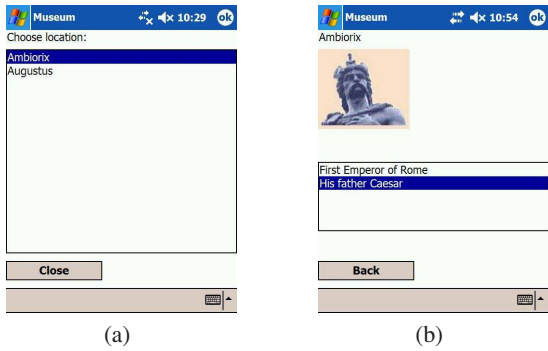 Museum 10:29 ok
Choose location:
Ambiorix
Augustus
Close
(a)
Museum 10:54 ok
Ambiorix
First Emperor of Rome
His father Caesar
Back
(b)